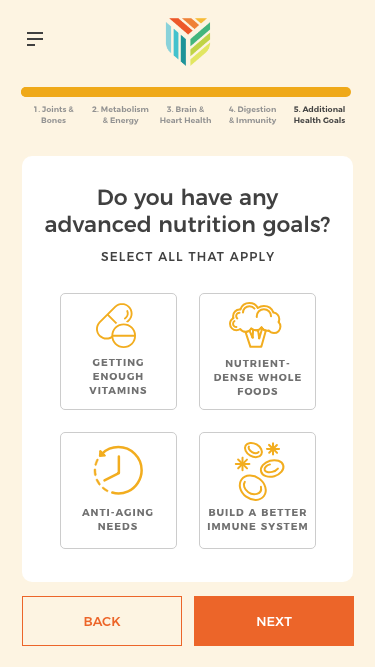 1. Joints &
Bones
2. Metabolism
& Energy
3. Brain &
Heart Health
4. Digestion
& Immunity
5. Additional
Health Goals
Do you have any
advanced nutrition goals?
SELECT ALL THAT APPLY
GETTING
ENOUGH
VITAMINS
NUTRIENT-
DENSE WHOLE
FOODS
ANTI-AGING
NEEDS
BUILD A BETTER
IMMUNE SYSTEM
BACK
NEXT